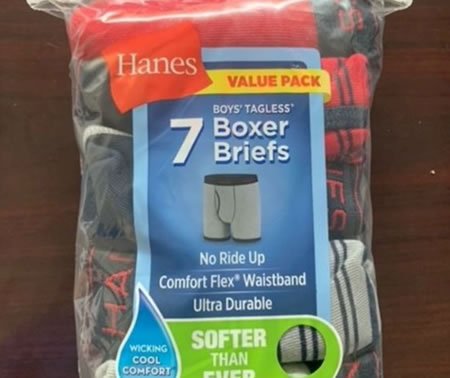 Hanes
VALUE PACK
BOYS' TAGLESS®
7 Boxer
Briefs
No Ride Up
Comfort Flex® Waistband
Ultra Durable
WICKING
COOL
COMFORT
SOFTER
THAN
EVER